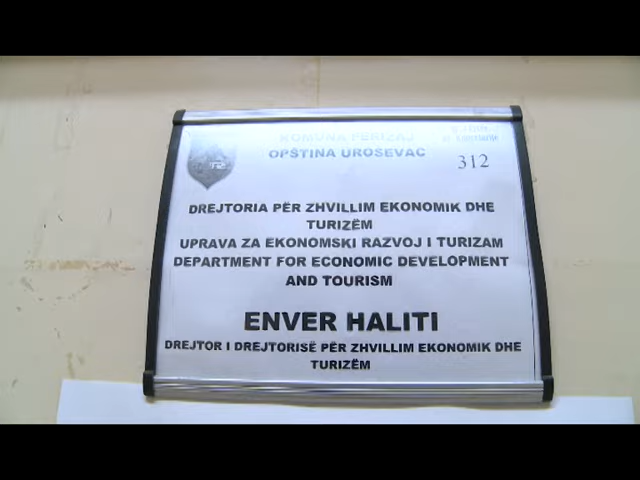 KOMUNA FERIZAJ
OPŠTINA UROSEVAC
312
DREJTORIA PËR ZHVILLIM EKONOMIK DHE
TURIZËM
UPRAVA ZA EKONOMSKI RAZVOJ I TURIZAM
DEPARTMENT FOR ECONOMIC DEVELOPMENT
AND TOURISM
ENVER HALITI
DREJTOR I DREJTORISË PËR ZHVILLIM EKONOMIK DHE
TURIZËM